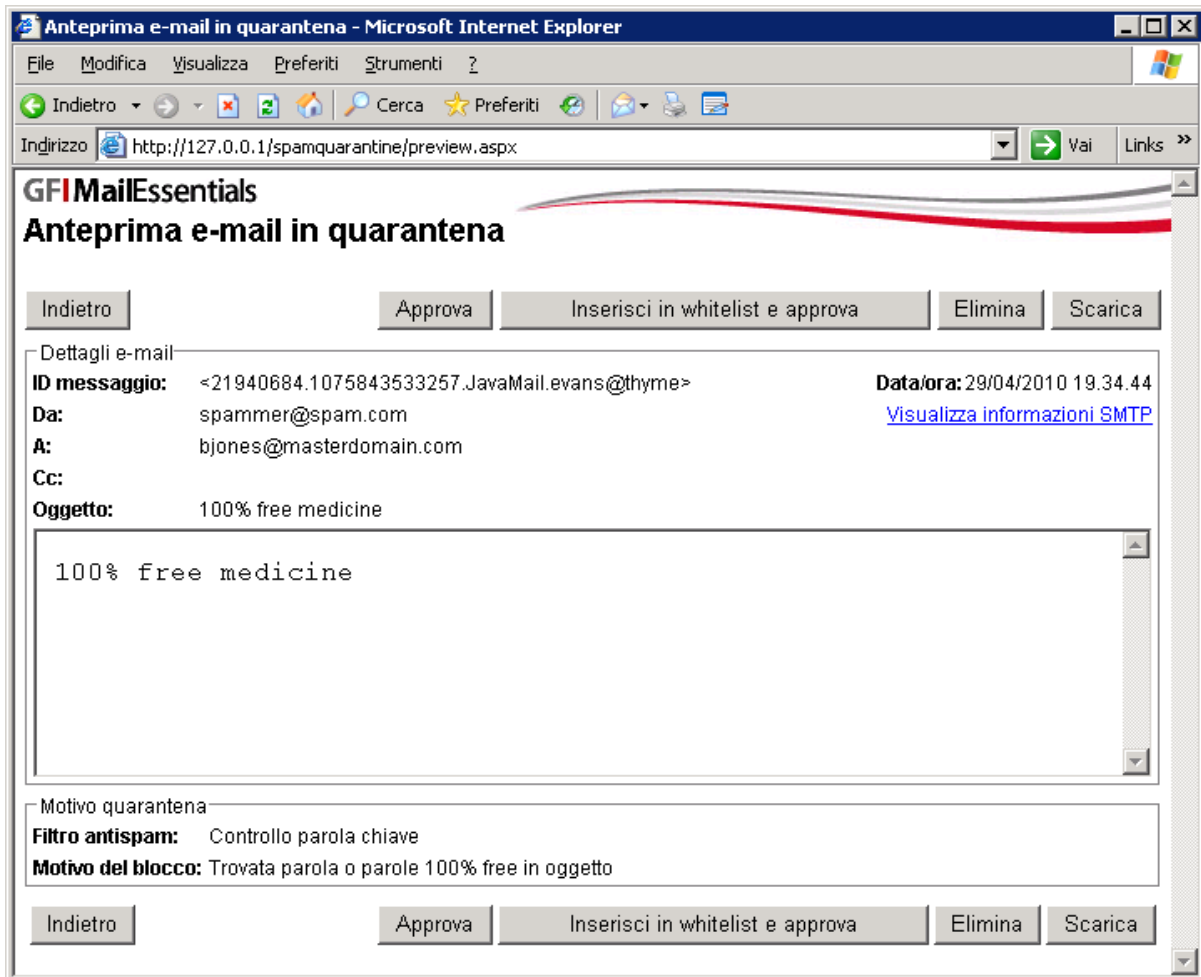 Anteprima e-mail in quarantena - Microsoft Internet Explorer
File Modifica Visualizza Preferiti Strumenti ?
Indietro Cerca Preferiti
Indirizzo http://127.0.0.1/spamquarantine/preview.aspx Vai Links »
GFI MailEssentials
Anteprima e-mail in quarantena
Indietro Approva Inserisci in whitelist e approva Elimina Scarica
Dettagli e-mail
ID messaggio: <21940684.1075843533257.JavaMail.evans@thyme> Data/ora: 29/04/2010 19.34.44
Da: spammer@spam.com Visualizza informazioni SMTP
A: bjones@masterdomain.com
Cc:
Oggetto: 100% free medicine
100% free medicine
Motivo quarantena
Filtro antispam: Controllo parola chiave
Motivo del blocco: Trovata parola o parole 100% free in oggetto
Indietro Approva Inserisci in whitelist e approva Elimina Scarica